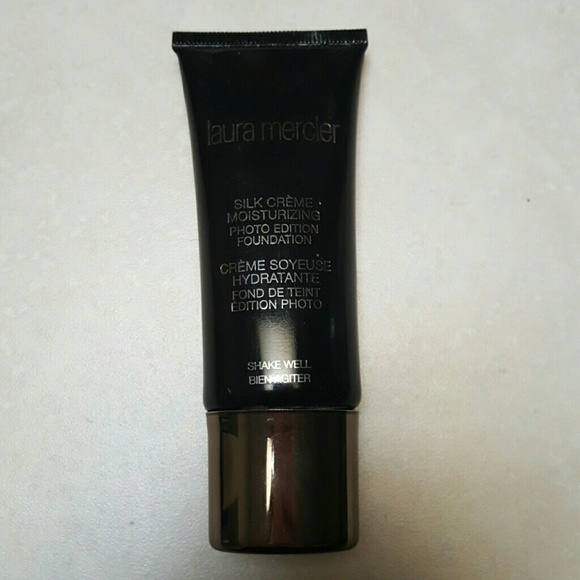 laura mercier
SILK CRÈME
MOISTURIZING
PHOTO EDITION
FOUNDATION
CRÈME SOYEUSE
HYDRATANTE
FOND DE TEINT
ÉDITION PHOTO
SHAKE WELL
BIEN AGITER